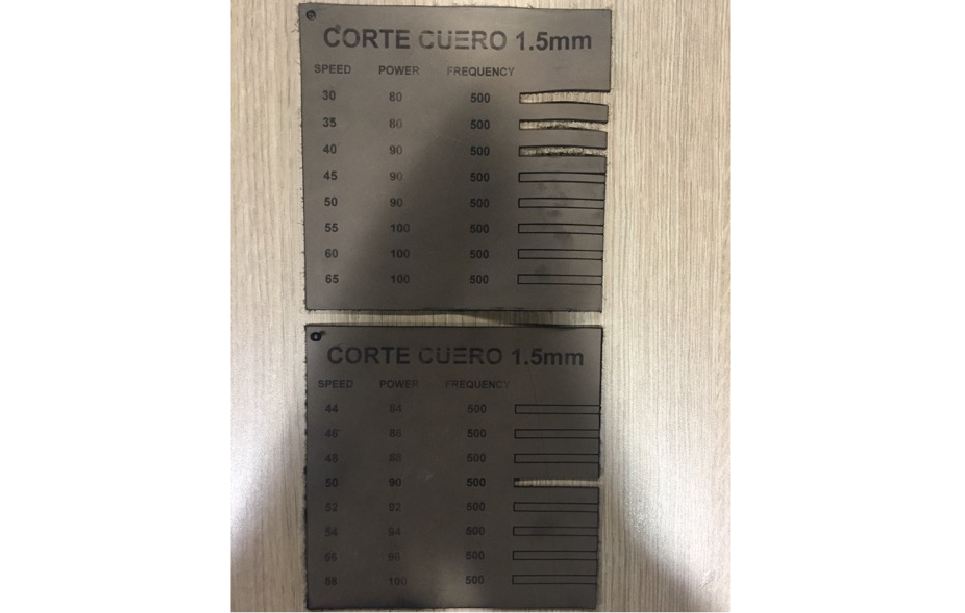 CORTE CUERO 1.5mm
SPEED POWER FREQUENCY
30 80 500
35 80 500
40 90 500
45 90 500
50 90 500
55 100 500
60 100 500
65 100 500
CORTE CUERO 1.5mm
SPEED POWER FREQUENCY
44 84 500
46 86 500
48 88 500
50 90 500
52 92 500
54 94 500
56 96 500
58 100 500